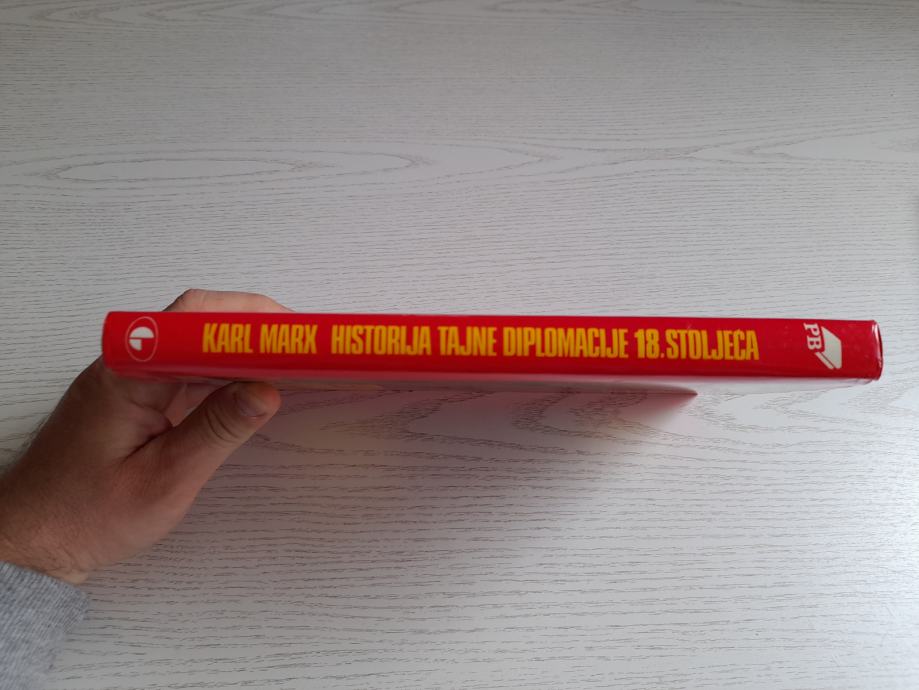 KARL MARX HISTORIJA TAJNE DIPLOMACIJE 18. STOLJEĆA
PB